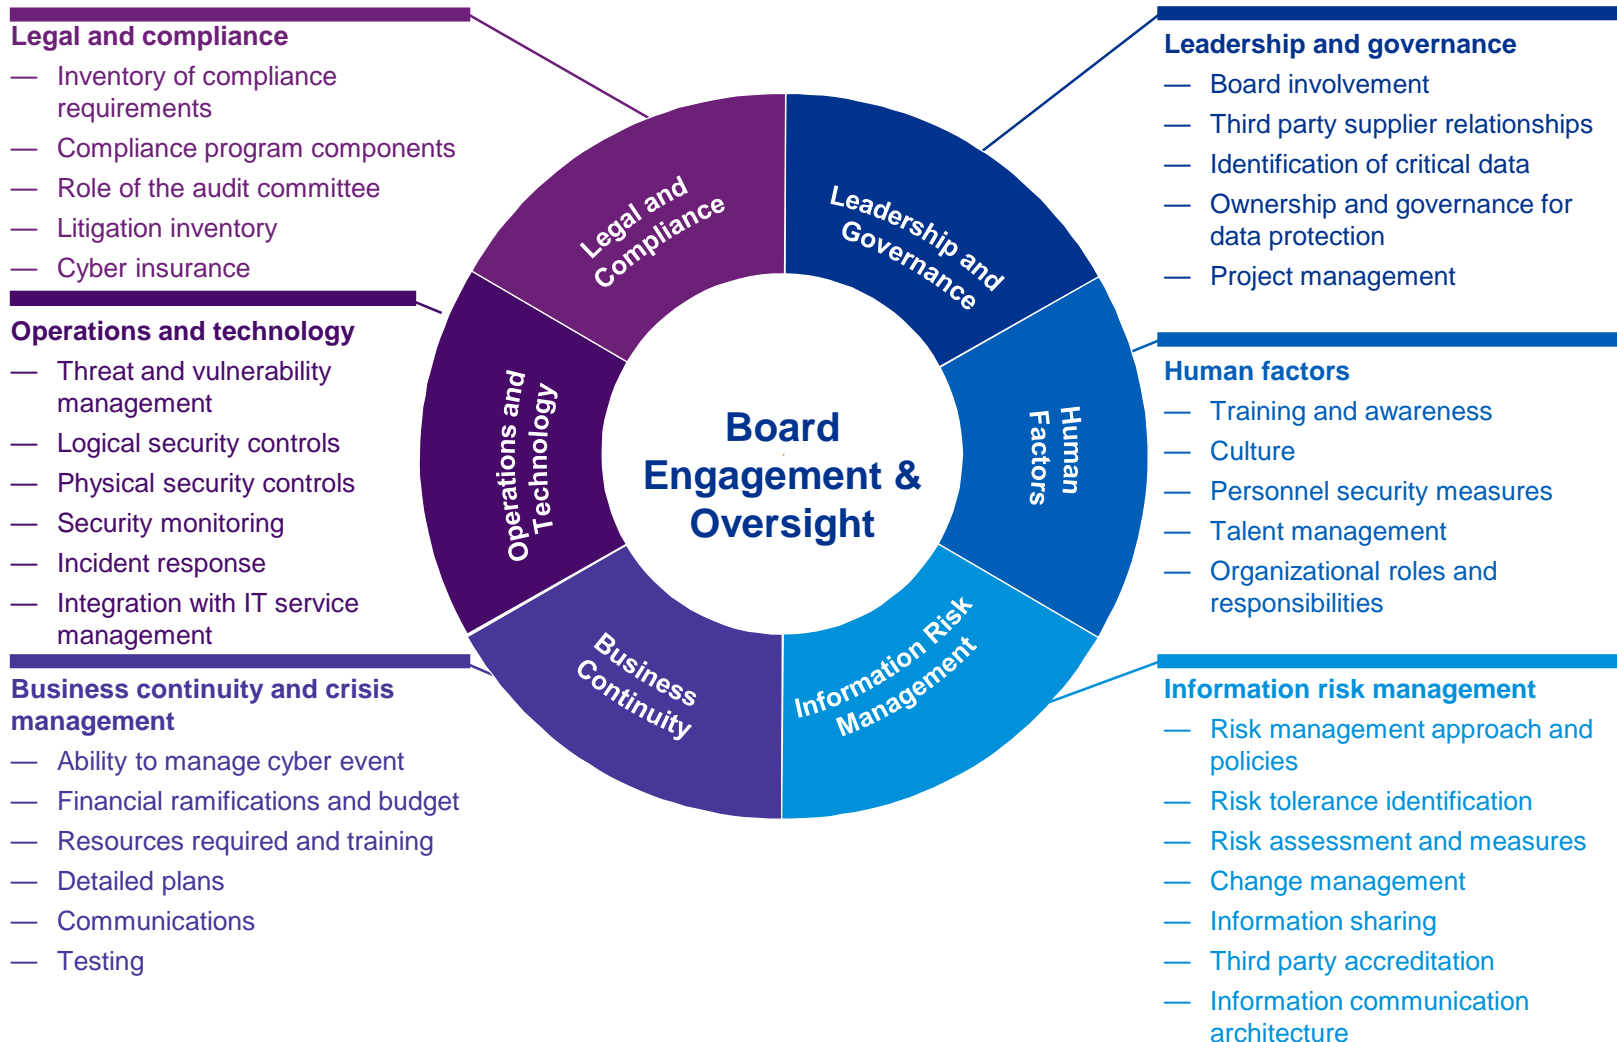 Legal and compliance
— Inventory of compliance
requirements
— Compliance program components
— Role of the audit committee
— Litigation inventory
— Cyber insurance
Operations and technology
— Threat and vulnerability
management
— Logical security controls
— Physical security controls
— Security monitoring
— Incident response
— Integration with IT service
management
Business continuity and crisis
management
— Ability to manage cyber event
— Financial ramifications and budget
— Resources required and training
— Detailed plans
— Communications
— Testing
Legal and
Compliance
Leadership and
Governance
Operations and
Technology
Human
Factors
Business
Continuity
Information Risk
Management
Board
Engagement &
Oversight
Leadership and governance
— Board involvement
— Third party supplier relationships
— Identification of critical data
— Ownership and governance for
data protection
— Project management
Human factors
— Training and awareness
— Culture
— Personnel security measures
— Talent management
— Organizational roles and
responsibilities
Information risk management
— Risk management approach and
policies
— Risk tolerance identification
— Risk assessment and measures
— Change management
— Information sharing
— Third party accreditation
— Information communication
architecture